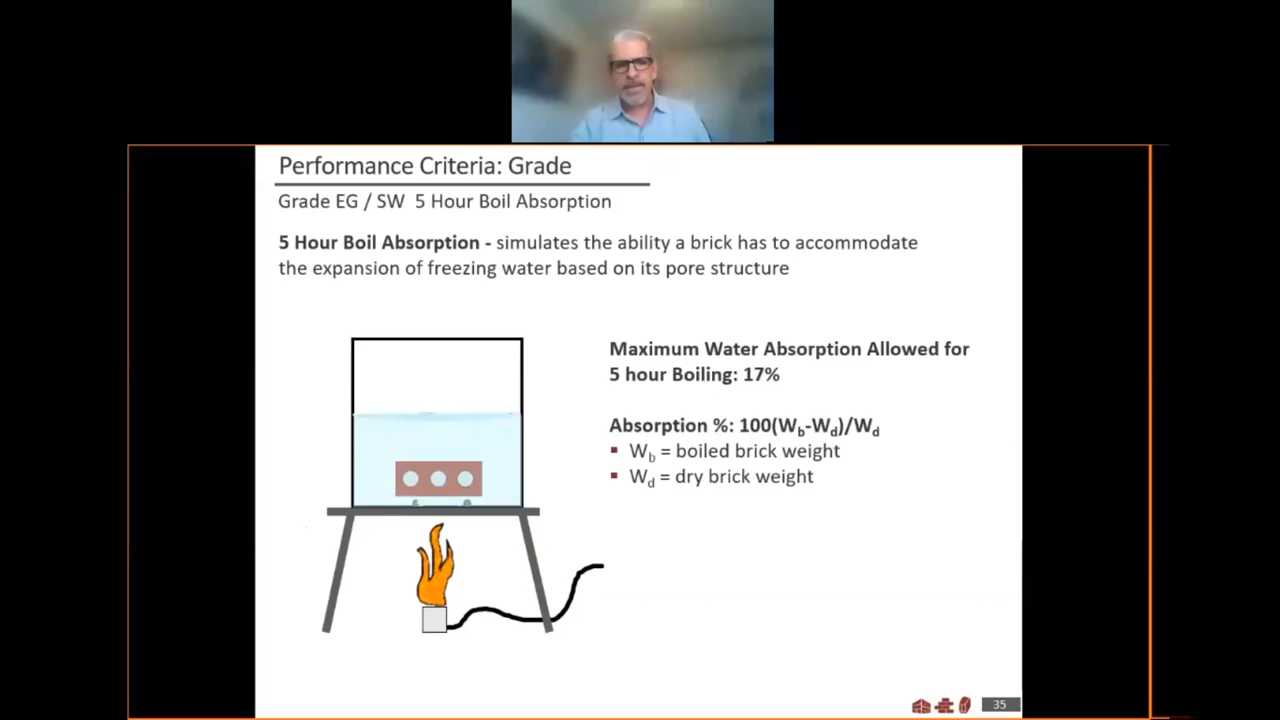 Performance Criteria: Grade
Grade EG / SW 5 Hour Boil Absorption
5 Hour Boil Absorption - simulates the ability a brick has to accommodate
the expansion of freezing water based on its pore structure
Maximum Water Absorption Allowed for
5 hour Boiling: 17%
Absorption %: 100(Wb-Wd)/Wd
▪ Wb = boiled brick weight
▪ Wd = dry brick weight
35